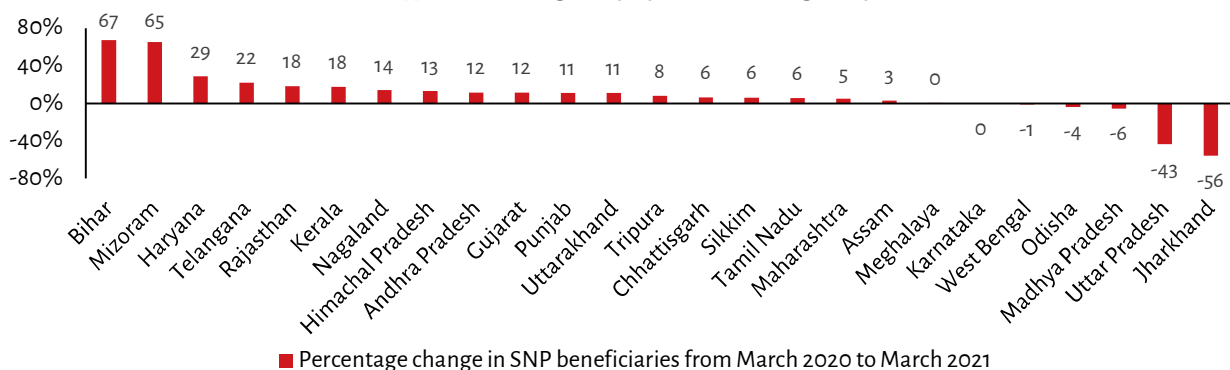 80%
40%
0%
-40%
-80%
67
65
29
22
18
18
14
13
12
12
11
11
8
6
6
6
5
3
0
0
-1
-4
-6
-43
-56
Bihar
Mizoram
Haryana
Telangana
Rajasthan
Kerala
Nagaland
Himachal Pradesh
Andhra Pradesh
Gujarat
Punjab
Uttarakhand
Tripura
Chhattisgarh
Sikkim
Tamil Nadu
Maharashtra
Assam
Meghalaya
Karnataka
West Bengal
Odisha
Madhya Pradesh
Uttar Pradesh
Jharkhand
Percentage change in SNP beneficiaries from March 2020 to March 2021